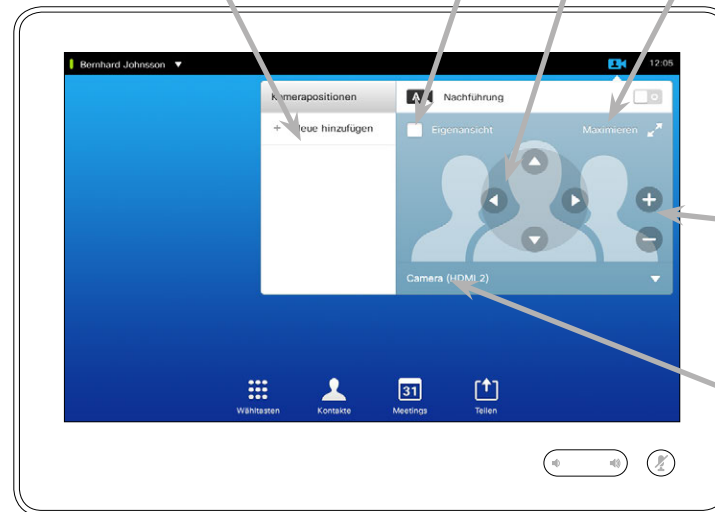 Bernhard Johnsson
12:05
Kamerapositionen
Nachführung
+ Neue hinzufügen
Eigenansicht
Maximieren
Camera (HDMI 2)
31
Wähltasten
Kontakte
Meetings
Teilen